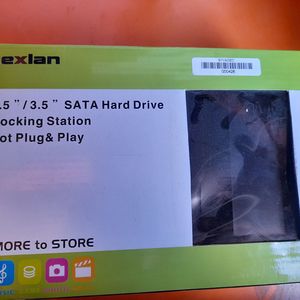 exlan
.5"/3.5" SATA Hard Drive
ocking Station
ot Plug& Play
MORE to STORE